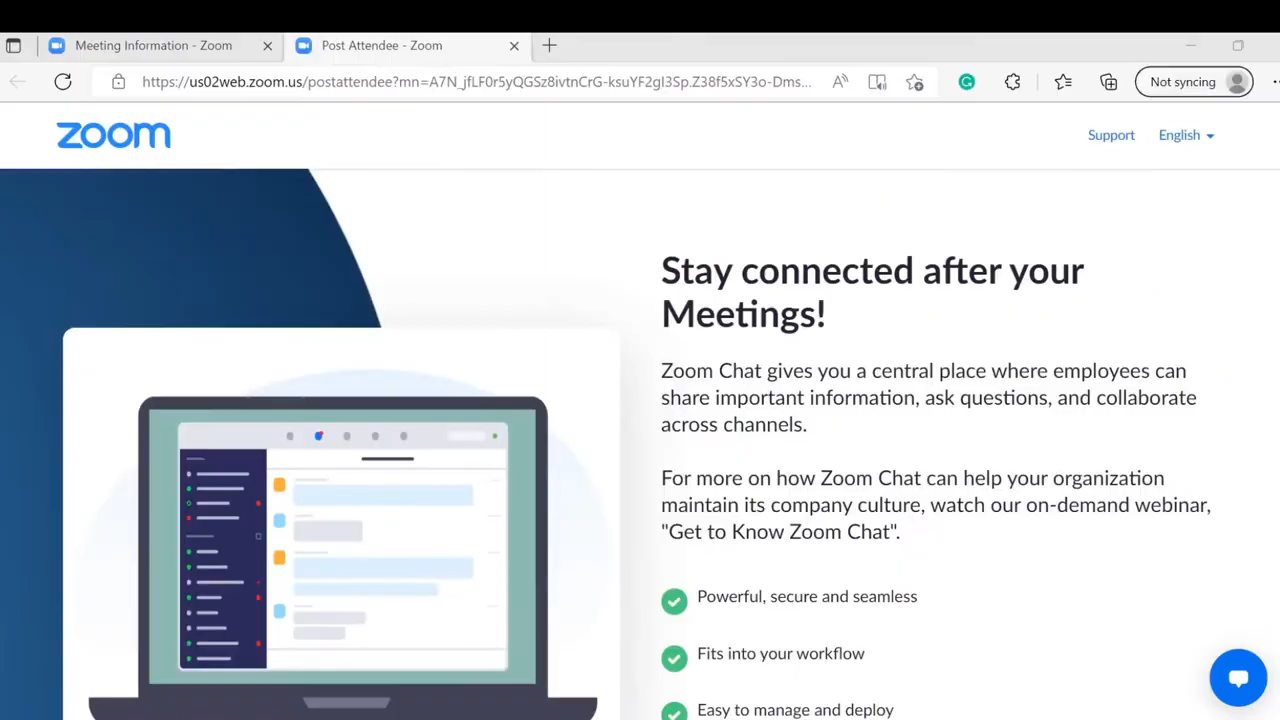 Meeting Information - Zoom
Post Attendee - Zoom
https://us02web.zoom.us/postattendee?mn=A7N_jfLF0r5yQGSz8ivtnCrG-ksuYF2gI3Sp.Z38f5xSY3o-Dms...
Not syncing
zoom
Support
English
Stay connected after your
Meetings!
Zoom Chat gives you a central place where employees can
share important information, ask questions, and collaborate
across channels.
For more on how Zoom Chat can help your organization
maintain its company culture, watch our on-demand webinar,
"Get to Know Zoom Chat".
Powerful, secure and seamless
Fits into your workflow
Easy to manage and deploy